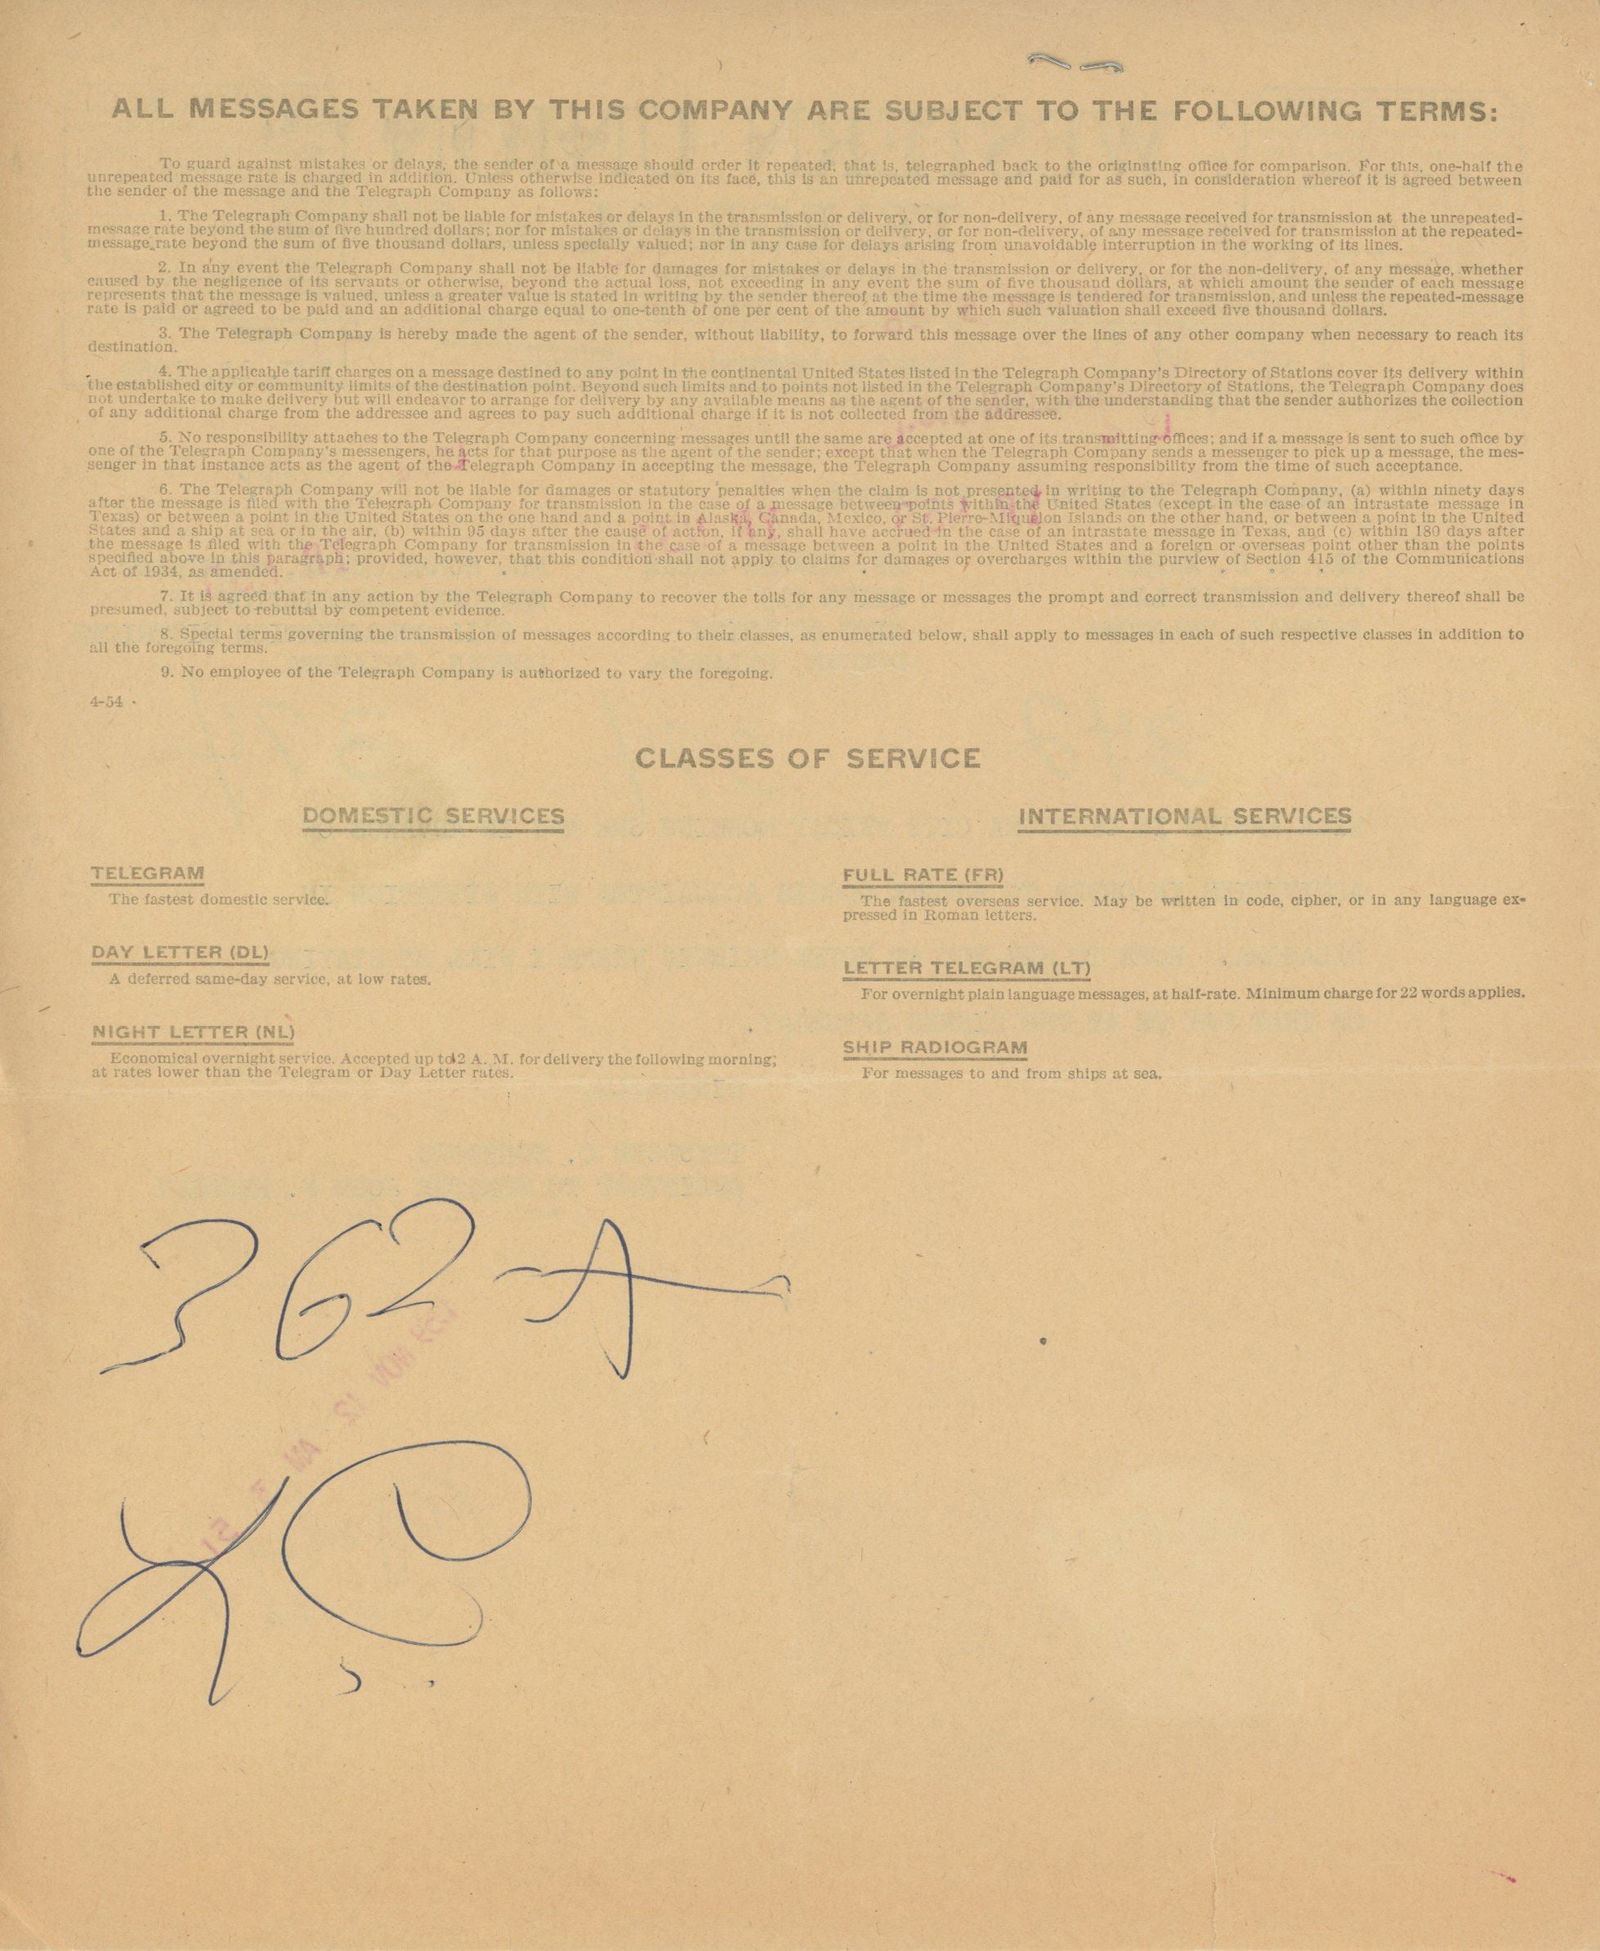 ALL MESSAGES TAKEN BY THIS COMPANY ARE SUBJECT TO THE FOLLOWING TERMS:
To guard against mistakes or delays, the sender of a message should order it repeated; that is, telegraphed back to the originating office for comparison. For this, one-half the
unrepeated message rate is charged in addition. Unless otherwise indicated on its face, this is an unrepeated message and paid for as such, in consideration whereof it is agreed between
the sender of the message and the Telegraph Company as follows:
1. The Telegraph Company shall not be liable for mistakes or delays in the transmission or delivery, or for non-delivery, of any message received for transmission at the unrepeated-
message rate beyond the sum of five hundred dollars; nor for mistakes or delays in the transmission or delivery, or for non-delivery, of any message received for transmission at the repeated-
message rate beyond the sum of five thousand dollars, unless specially valued; nor in any case for delays arising from unavoidable interruption in the working of its lines.
2. In any event the Telegraph Company shall not be liable for damages for mistakes or delays in the transmission or delivery, or for the non-delivery, of any message, whether
caused by the negligence of its servants or otherwise, beyond the actual loss, not exceeding in any event the sum of five thousand dollars, at which amount the sender of each message
represents that the message is valued, unless a greater value is stated in writing by the sender thereof at the time the message is tendered for transmission, and unless the repeated-message
rate is paid or agreed to be paid and an additional charge equal to one-tenth of one per cent of the amount by which such valuation shall exceed five thousand dollars.
3. The Telegraph Company is hereby made the agent of the sender, without liability, to forward this message over the lines of any other company when necessary to reach its
destination.
4. The applicable tariff charges on a message destined to any point in the continental United States listed in the Telegraph Company's Directory of Stations cover its delivery within
the established city or community limits of the destination point. Beyond such limits and to points not listed in the Telegraph Company's Directory of Stations, the Telegraph Company does
not undertake to make delivery but will endeavor to arrange for delivery by any available means as the agent of the sender, with the understanding that the sender authorizes the collection
of any additional charge from the addressee and agrees to pay such additional charge if it is not collected from the addressee.
5. No responsibility attaches to the Telegraph Company concerning messages until the same are accepted at one of its transmitting offices; and if a message is sent to such office by
one of the Telegraph Company's messengers, he acts for that purpose as the agent of the sender; except that when the Telegraph Company sends a messenger to pick up a message, the mes-
senger in that instance acts as the agent of the Telegraph Company in accepting the message, the Telegraph Company assuming responsibility from the time of such acceptance.
6. The Telegraph Company will not be liable for damages or statutory penalties when the claim is not presented in writing to the Telegraph Company, (a) within ninety days
after the message is filed with the Telegraph Company for transmission in the case of a message between points within the United States (except in the case of an intrastate message in
Texas) or between a point in the United States on the one hand and a point in Alaska, Canada, Mexico, or St. Pierre-Miquelon Islands on the other hand, or between a point in the United
States and a ship at sea or in the air, (b) within 95 days after the cause of action, if any, shall have accrued in the case of an intrastate message in Texas, and (c) within 180 days after
the message is filed with the Telegraph Company for transmission in the case of a message between a point in the United States and a foreign or overseas point other than the points
specified above in this paragraph; provided, however, that this condition shall not apply to claims for damages or overcharges within the purview of Section 415 of the Communications
Act of 1934, as amended.
7. It is agreed that in any action by the Telegraph Company to recover the tolls for any message or messages the prompt and correct transmission and delivery thereof shall be
presumed, subject to rebuttal by competent evidence.
8. Special terms governing the transmission of messages according to their classes, as enumerated below, shall apply to messages in each of such respective classes in addition to
all the foregoing terms.
9. No employee of the Telegraph Company is authorized to vary the foregoing.
4-54
CLASSES OF SERVICE
DOMESTIC SERVICES
TELEGRAM
The fastest domestic service.
DAY LETTER (DL)
A deferred same-day service, at low rates.
NIGHT LETTER (NL)
Economical overnight service. Accepted up to 2 A. M. for delivery the following morning,
at rates lower than the Telegram or Day Letter rates.
INTERNATIONAL SERVICES
FULL RATE (FR)
The fastest overseas service. May be written in code, cipher, or in any language ex-
pressed in Roman letters.
LETTER TELEGRAM (LT)
For overnight plain language messages, at half-rate. Minimum charge for 22 words applies.
SHIP RADIOGRAM
For messages to and from ships at sea.
362-A